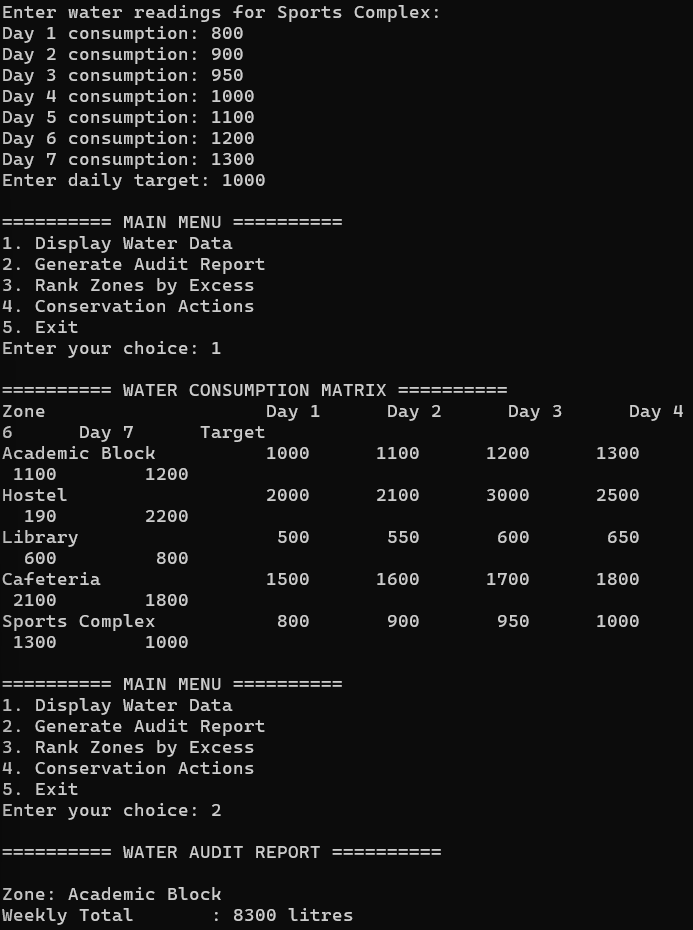 Enter water readings for Sports Complex:
Day 1 consumption: 800
Day 2 consumption: 900
Day 3 consumption: 950
Day 4 consumption: 1000
Day 5 consumption: 1100
Day 6 consumption: 1200
Day 7 consumption: 1300
Enter daily target: 1000

========== MAIN MENU ==========
1. Display Water Data
2. Generate Audit Report
3. Rank Zones by Excess
4. Conservation Actions
5. Exit
Enter your choice: 1

========== WATER CONSUMPTION MATRIX ==========
Zone                    Day 1      Day 2      Day 3      Day 4
6      Day 7      Target
Academic Block          1000      1100      1200      1300
 1100        1200
Hostel                  2000      2100      3000      2500
  190        2200
Library                  500       550       600       650
  600         800
Cafeteria               1500      1600      1700      1800
 2100        1800
Sports Complex           800       900       950      1000
 1300        1000

========== MAIN MENU ==========
1. Display Water Data
2. Generate Audit Report
3. Rank Zones by Excess
4. Conservation Actions
5. Exit
Enter your choice: 2

========== WATER AUDIT REPORT ==========

Zone: Academic Block
Weekly Total       : 8300 litres